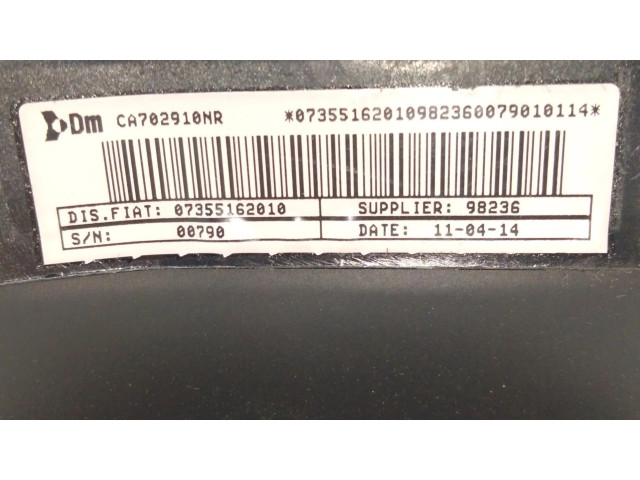 Dm CA702910NR *07355162010982360079010114*
DIS.FIAT: 07355162010 SUPPLIER: 98236
S/N: 00790 DATE: 11-04-14